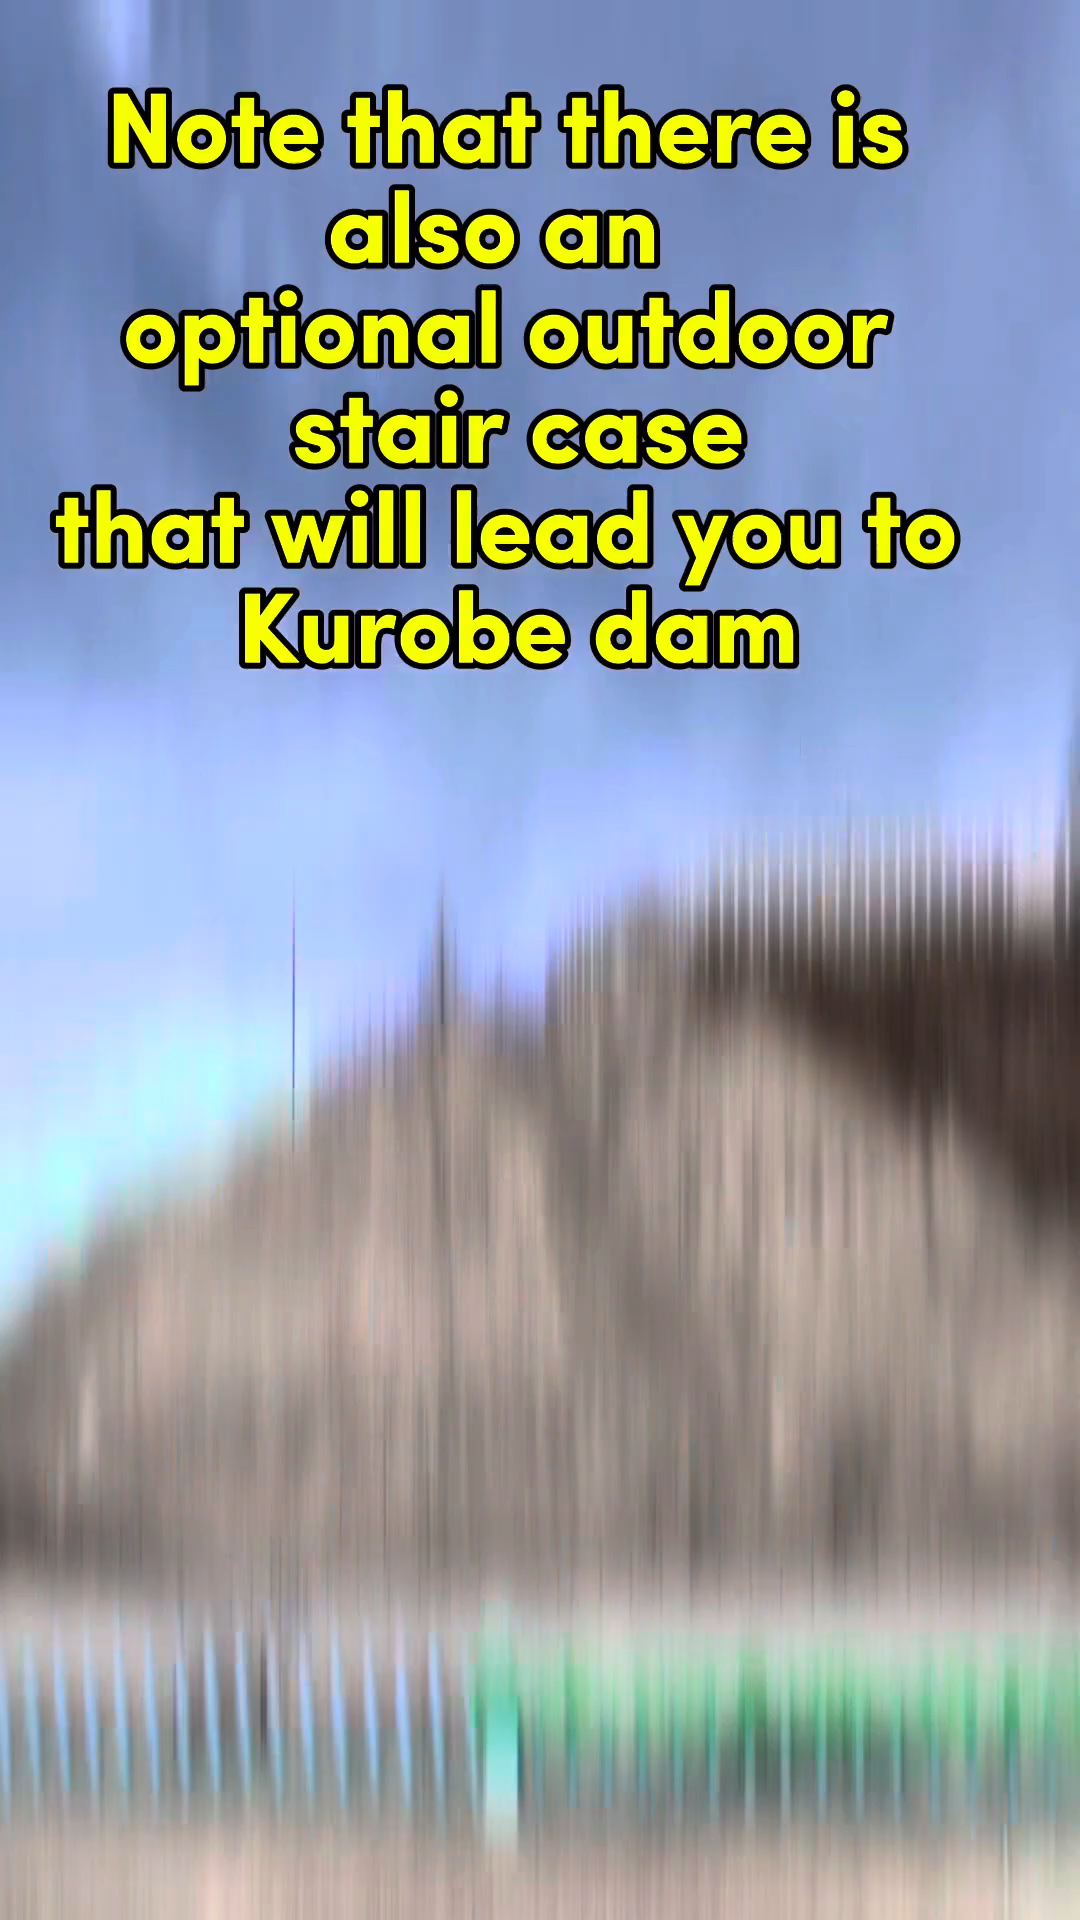 Note that there is
also an
optional outdoor
stair case
that will lead you to
Kurobe dam